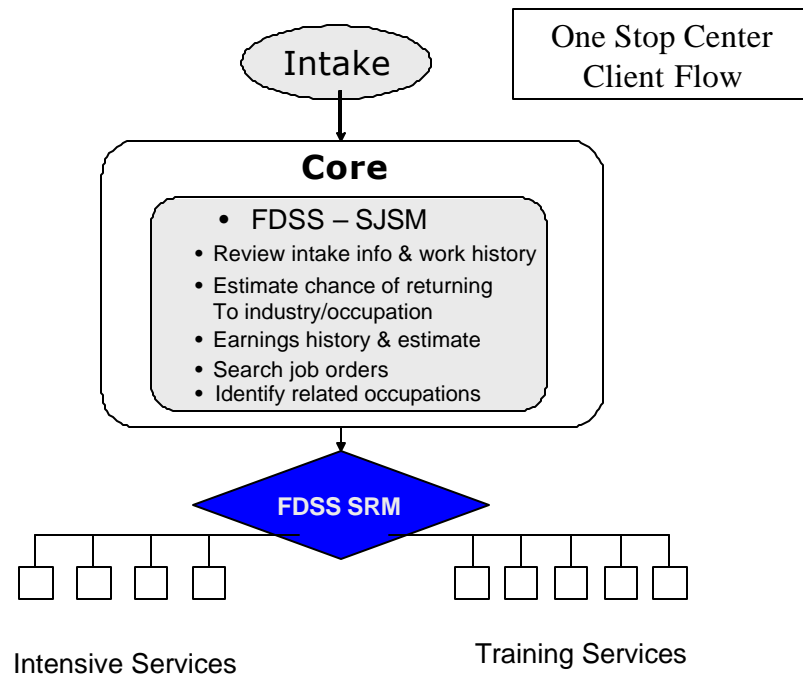 Intake
One Stop Center
Client Flow
Core
• FDSS – SJSM
• Review intake info & work history
• Estimate chance of returning
To industry/occupation
• Earnings history & estimate
• Search job orders
• Identify related occupations
FDSS SRM
Intensive Services
Training Services